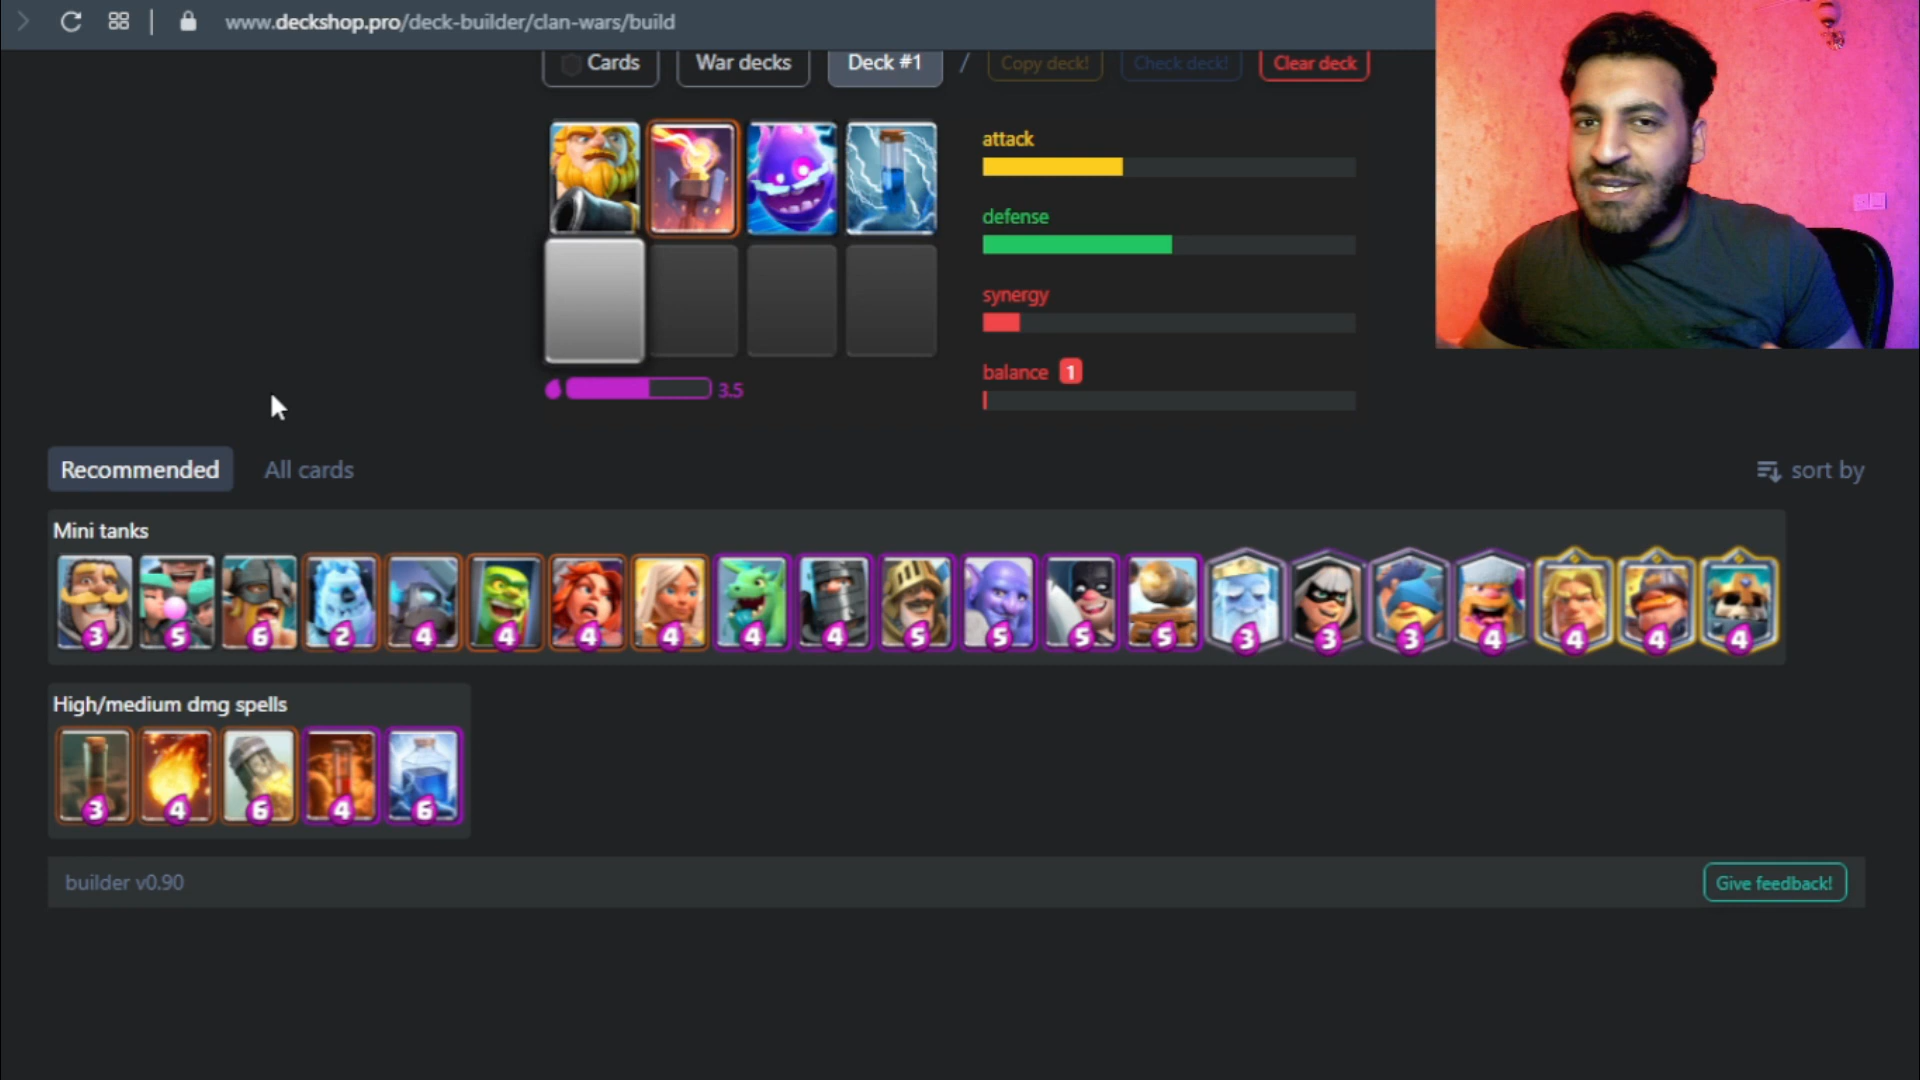 www.deckshop.pro/deck-builder/clan-wars/build
Cards War decks Deck #1 / Copy deck! Check deck! Clear deck
attack
defense
synergy
balance 1
3.5
Recommended All cards sort by
Mini tanks
3 5 6 2 4 4 4 4 4 4 5 5 5 5 3 3 3 4 4 4 4
High/medium dmg spells
3 4 6 4 6
builder v0.90 Give feedback!